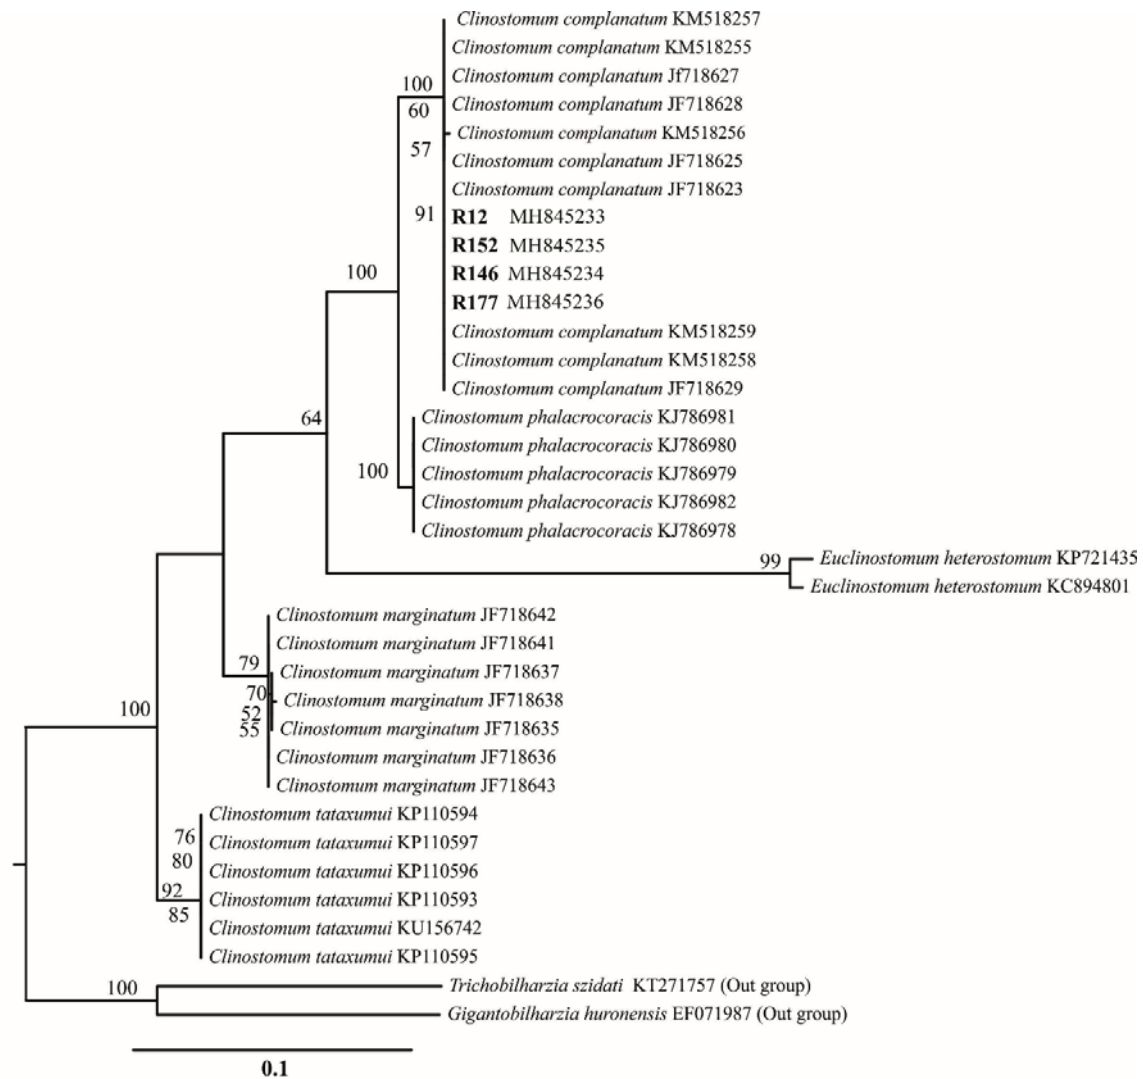 Clinostomum complanatum KM518257
Clinostomum complanatum KM518255
Clinostomum complanatum Jf718627
100
Clinostomum complanatum JF718628
60
Clinostomum complanatum KM518256
57
Clinostomum complanatum JF718625
Clinostomum complanatum JF718623
91
R12 MH845233
R152 MH845235
100
R146 MH845234
R177 MH845236
Clinostomum complanatum KM518259
Clinostomum complanatum KM518258
Clinostomum complanatum JF718629
64
Clinostomum phalacrocoracis KJ786981
Clinostomum phalacrocoracis KJ786980
100
Clinostomum phalacrocoracis KJ786979
Clinostomum phalacrocoracis KJ786982
Clinostomum phalacrocoracis KJ786978
99
Euclinostomum heterostomum KP721435
Euclinostomum heterostomum KC894801
Clinostomum marginatum JF718642
Clinostomum marginatum JF718641
79
Clinostomum marginatum JF718637
70
Clinostomum marginatum JF718638
100
52
55
Clinostomum marginatum JF718635
Clinostomum marginatum JF718636
Clinostomum marginatum JF718643
Clinostomum tataxumui KP110594
76
Clinostomum tataxumui KP110597
80
Clinostomum tataxumui KP110596
92
Clinostomum tataxumui KP110593
85
Clinostomum tataxumui KU156742
Clinostomum tataxumui KP110595
100
Trichobilharzia szidati KT271757 (Out group)
Gigantobilharzia huronensis EF071987 (Out group)
0.1